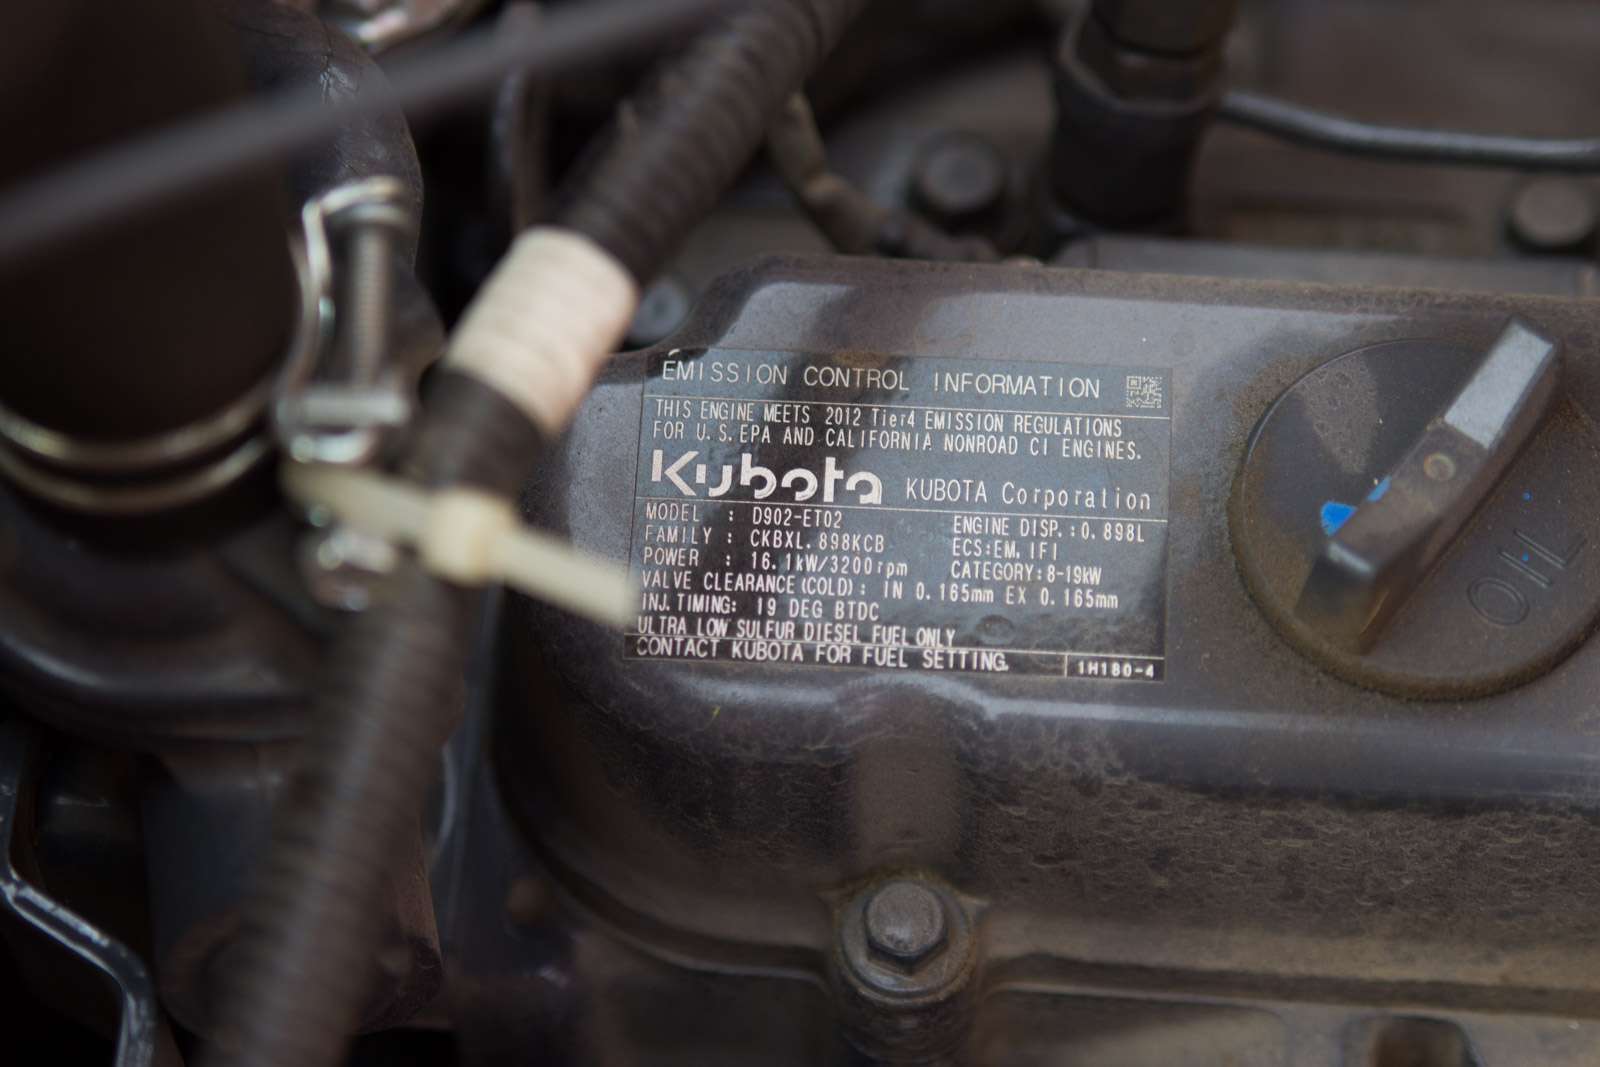 EMISSION CONTROL INFORMATION
THIS ENGINE MEETS 2012 Tier4 EMISSION REGULATIONS
FOR U.S.EPA AND CALIFORNIA NONROAD CI ENGINES.
Kubota KUBOTA Corporation
MODEL : D902-ET02 ENGINE DISP.:0.898L
FAMILY : CKBXL.898KCB ECS:EM,IFI
POWER : 16.1kW/3200rpm CATEGORY:8-19kW
VALVE CLEARANCE(COLD): IN 0.165mm EX 0.165mm
INJ.TIMING: 19 DEG BTDC
ULTRA LOW SULFUR DIESEL FUEL ONLY
CONTACT KUBOTA FOR FUEL SETTING. 1H180-4
OIL